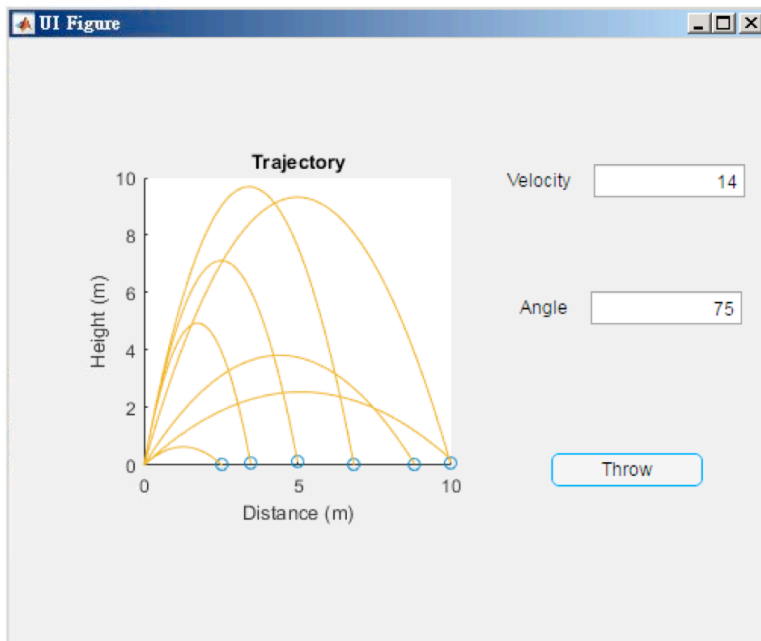 UI Figure
Trajectory
10
8
6
4
2
0
Height (m)
0 5 10
Distance (m)
Velocity 14
Angle 75
Throw